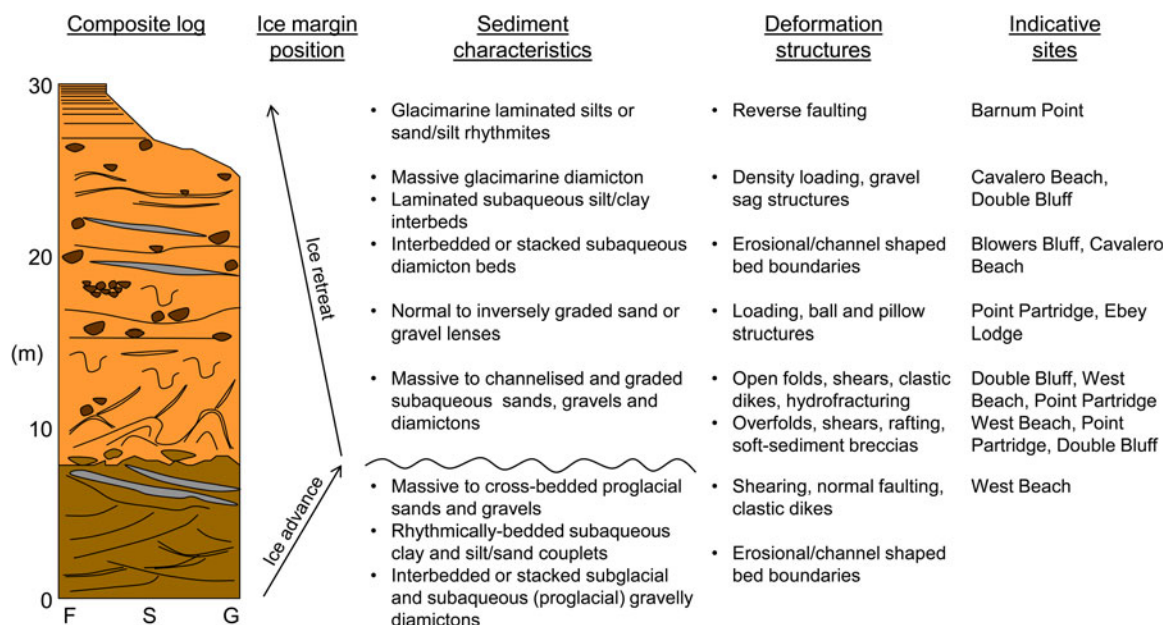 Composite log
Ice margin
position
Sediment
characteristics
Deformation
structures
Indicative
sites
30
20
(m)
10
0
F S G
Ice retreat
Ice advance
• Glacimarine laminated silts or
sand/silt rhythmites
• Reverse faulting
Barnum Point
• Massive glacimarine diamicton
• Laminated subaqueous silt/clay
interbeds
• Density loading, gravel
sag structures
Cavalero Beach,
Double Bluff
• Interbedded or stacked subaqueous
diamicton beds
• Erosional/channel shaped
bed boundaries
Blowers Bluff, Cavalero
Beach
• Normal to inversely graded sand or
gravel lenses
• Loading, ball and pillow
structures
Point Partridge, Ebey
Lodge
• Massive to channelised and graded
subaqueous sands, gravels and
diamictons
• Open folds, shears, clastic
dikes, hydrofracturing
• Overfolds, shears, rafting,
soft-sediment breccias
Double Bluff, West
Beach, Point Partridge
West Beach, Point
Partridge, Double Bluff
• Massive to cross-bedded proglacial
sands and gravels
• Rhythmically-bedded subaqueous
clay and silt/sand couplets
• Interbedded or stacked subglacial
and subaqueous (proglacial) gravelly
diamictons
• Shearing, normal faulting,
clastic dikes
• Erosional/channel shaped
bed boundaries
West Beach